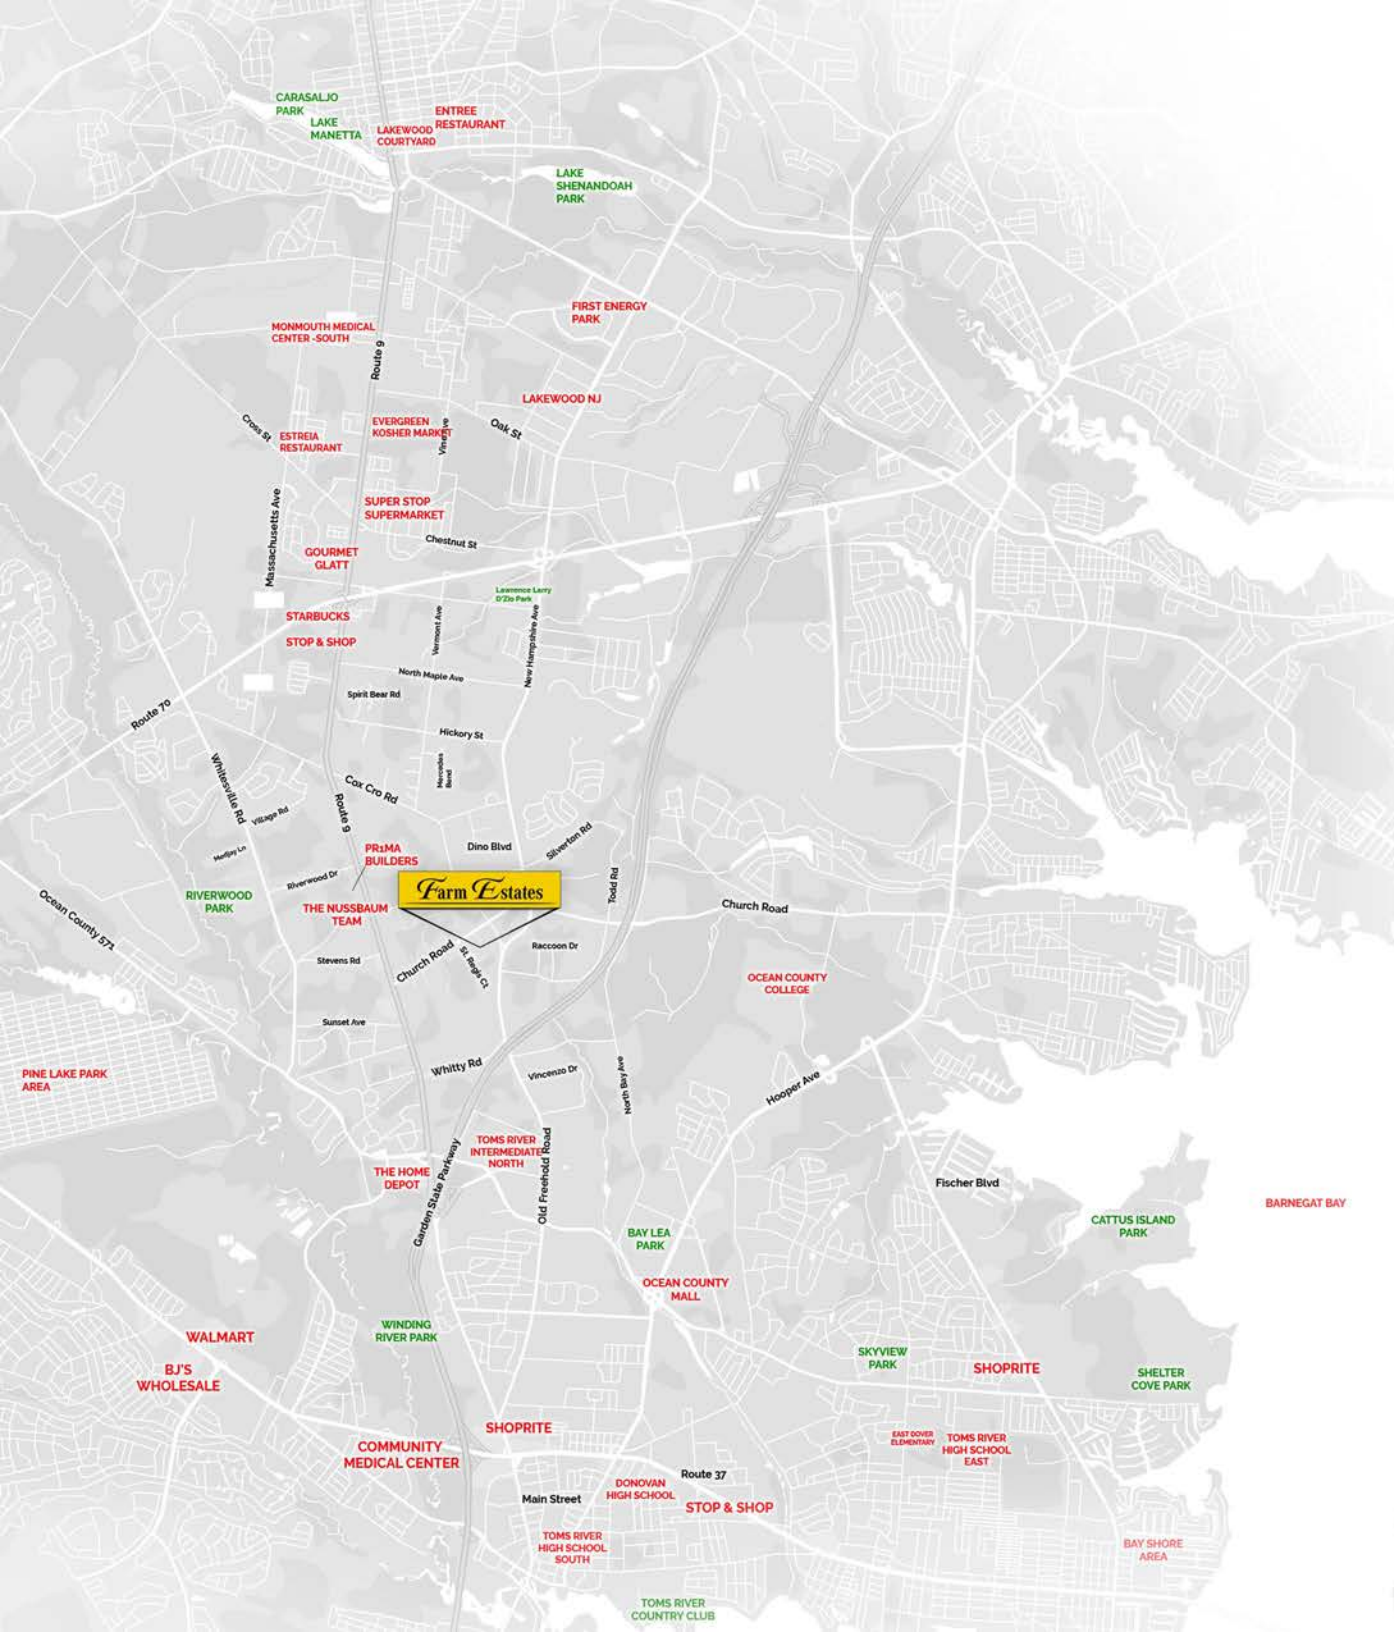 CARASALJO
PARK
LAKE
MANETTA
LAKEWOOD
COURTYARD
ENTREE
RESTAURANT
LAKE
SHENANDOAH
PARK
FIRST ENERGY
PARK
MONMOUTH MEDICAL
CENTER -SOUTH
Route 9
LAKEWOOD NJ
Cross St
ESTREIA
RESTAURANT
EVERGREEN
KOSHER MARKET
Vine Ave
Oak St
Massachusetts Ave
SUPER STOP
SUPERMARKET
Chestnut St
GOURMET
GLATT
Lawrence Larry
D'Zio Park
STARBUCKS
STOP & SHOP
Vermont Ave
New Hampshire Ave
North Maple Ave
Spirit Bear Rd
Route 70
Hickory St
Whitesville Rd
Mercedes
Bend
Cox Cro Rd
Route 9
Village Rd
Medjay Ln
PR1MA
BUILDERS
Dino Blvd
Silverton Rd
Riverwood Dr
RIVERWOOD
PARK
Farm Estates
Todd Rd
THE NUSSBAUM
TEAM
Church Road
Ocean County 571
Stevens Rd
Church Road
St. Regis Ct
Raccoon Dr
OCEAN COUNTY
COLLEGE
Sunset Ave
PINE LAKE PARK
AREA
Whitty Rd
Vincenzo Dr
North Bay Ave
Hooper Ave
TOMS RIVER
INTERMEDIATE
NORTH
Old Freehold Road
THE HOME
DEPOT
Garden State Parkway
Fischer Blvd
BARNEGAT BAY
CATTUS ISLAND
PARK
BAY LEA
PARK
OCEAN COUNTY
MALL
WINDING
RIVER PARK
WALMART
BJ'S
WHOLESALE
SKYVIEW
PARK
SHOPRITE
SHELTER
COVE PARK
SHOPRITE
COMMUNITY
MEDICAL CENTER
EAST DOVER
ELEMENTARY
TOMS RIVER
HIGH SCHOOL
EAST
Route 37
DONOVAN
HIGH SCHOOL
Main Street
STOP & SHOP
TOMS RIVER
HIGH SCHOOL
SOUTH
BAY SHORE
AREA
TOMS RIVER
COUNTRY CLUB